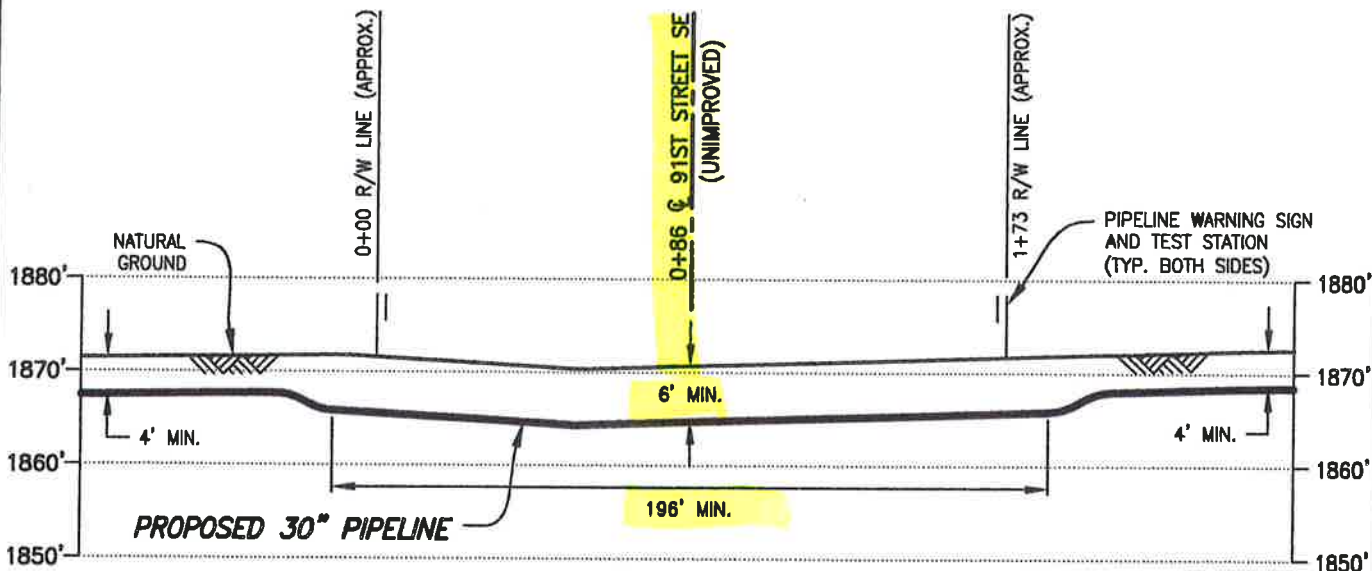 0+00 R/W LINE (APPROX.)
0+86 ℄ 91ST STREET SE
(UNIMPROVED)
1+73 R/W LINE (APPROX.)
NATURAL
GROUND
PIPELINE WARNING SIGN
AND TEST STATION
(TYP. BOTH SIDES)
1880'
1880'
1870'
1870'
6' MIN.
4' MIN.
4' MIN.
1860'
1860'
196' MIN.
PROPOSED 30" PIPELINE
1850'
1850'